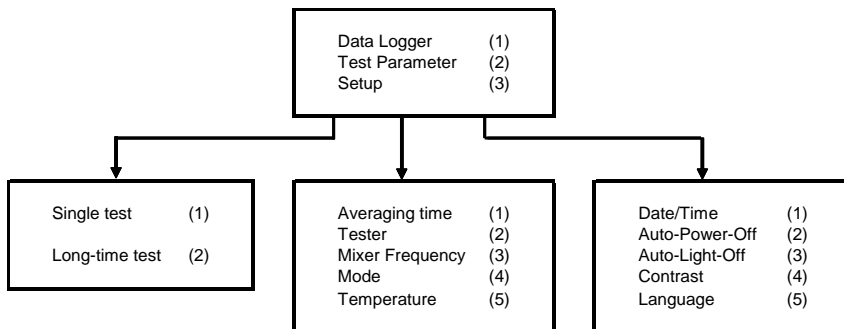 Data Logger (1)
Test Parameter (2)
Setup (3)
Single test (1)
Long-time test (2)
Averaging time (1)
Tester (2)
Mixer Frequency (3)
Mode (4)
Temperature (5)
Date/Time (1)
Auto-Power-Off (2)
Auto-Light-Off (3)
Contrast (4)
Language (5)